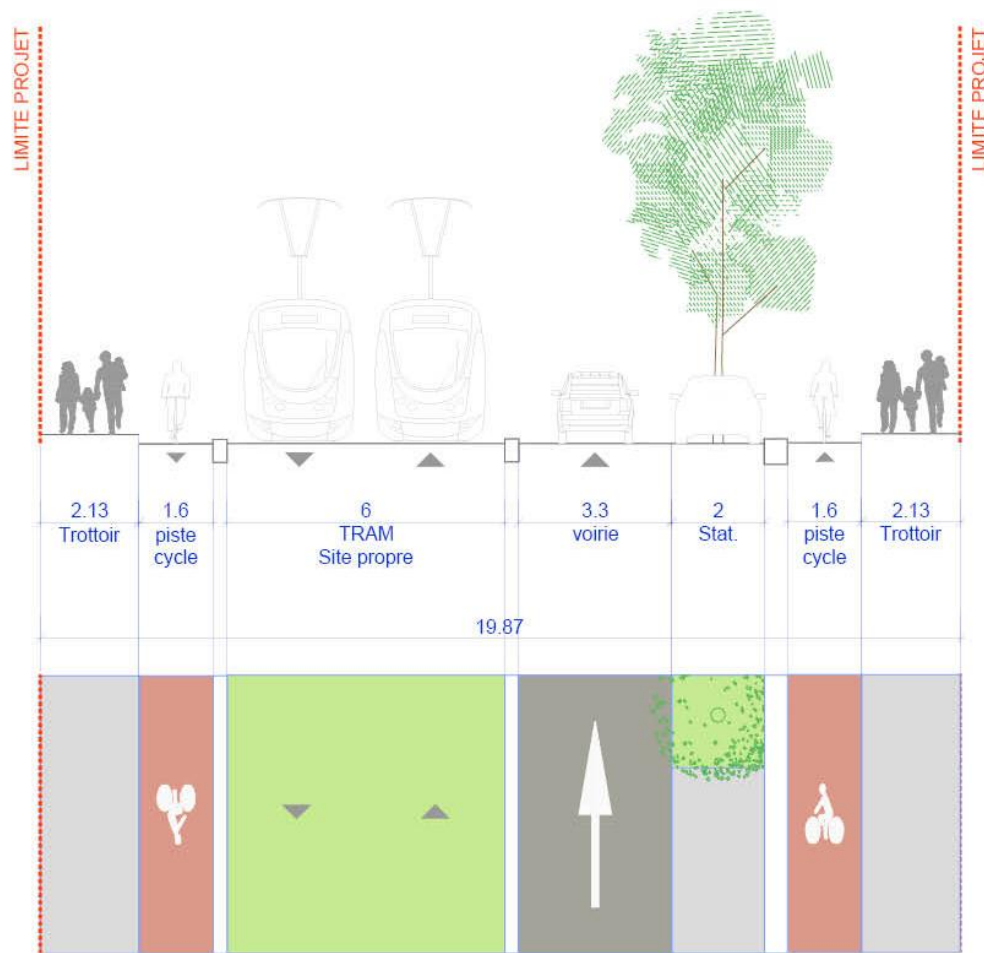 LIMITE PROJET
LIMITE PROJET
2.13
Trottoir
1.6
piste
cycle
6
TRAM
Site propre
3.3
voirie
2
Stat.
1.6
piste
cycle
2.13
Trottoir
19.87